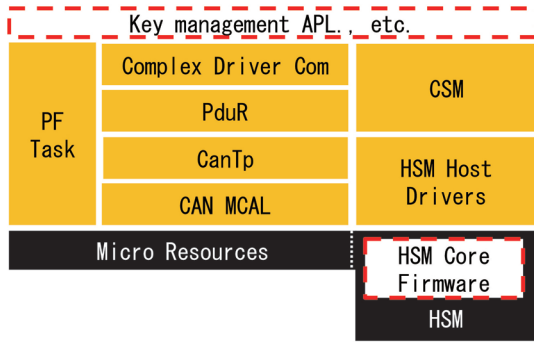 Key management APL., etc.
PF
Task
Complex Driver Com
PduR
CanTp
CAN MCAL
CSM
HSM Host
Drivers
Micro Resources
HSM Core
Firmware
HSM